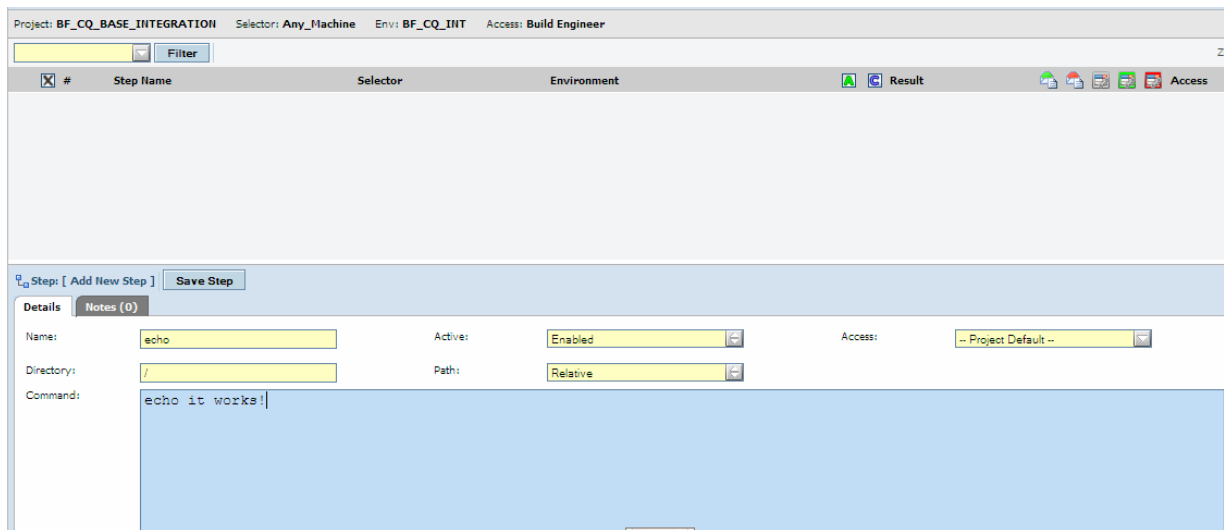 Project: BF_CQ_BASE_INTEGRATION Selector: Any_Machine Env: BF_CQ_INT Access: Build Engineer
Filter Z
X # Step Name Selector Environment A C Result Access
Step: [ Add New Step ] Save Step
Details Notes (0)
Name: echo Active: Enabled Access: -- Project Default --
Directory: / Path: Relative
Command: echo it works!